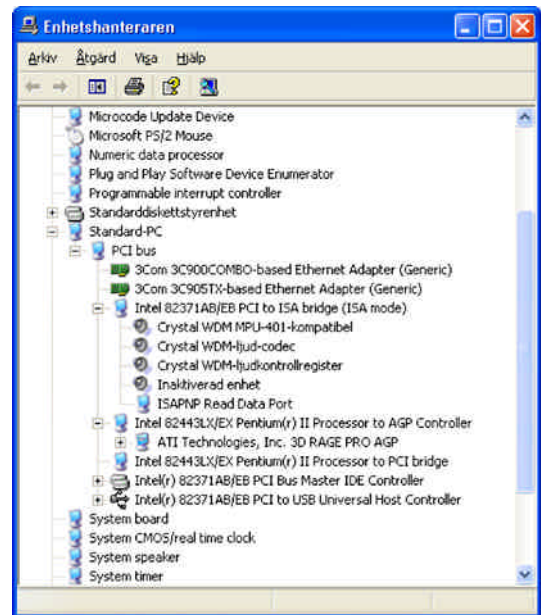 Enhetshanteraren
Arkiv Åtgärd Visa Hjälp
Microcode Update Device
Microsoft PS/2 Mouse
Numeric data processor
Plug and Play Software Device Enumerator
Programmable interrupt controller
Standarddiskettstyrenhet
Standard-PC
PCI bus
3Com 3C900COMBO-based Ethernet Adapter (Generic)
3Com 3C905TX-based Ethernet Adapter (Generic)
Intel 82371AB/EB PCI to ISA bridge (ISA mode)
Crystal WDM MPU-401-kompatibel
Crystal WDM-ljud-codec
Crystal WDM-ljudkontrollregister
Inaktiverad enhet
ISAPNP Read Data Port
Intel 82443LX/EX Pentium(r) II Processor to AGP Controller
ATI Technologies, Inc. 3D RAGE PRO AGP
Intel 82443LX/EX Pentium(r) II Processor to PCI bridge
Intel(r) 82371AB/EB PCI Bus Master IDE Controller
Intel(r) 82371AB/EB PCI to USB Universal Host Controller
System board
System CMOS/real time clock
System speaker
System timer